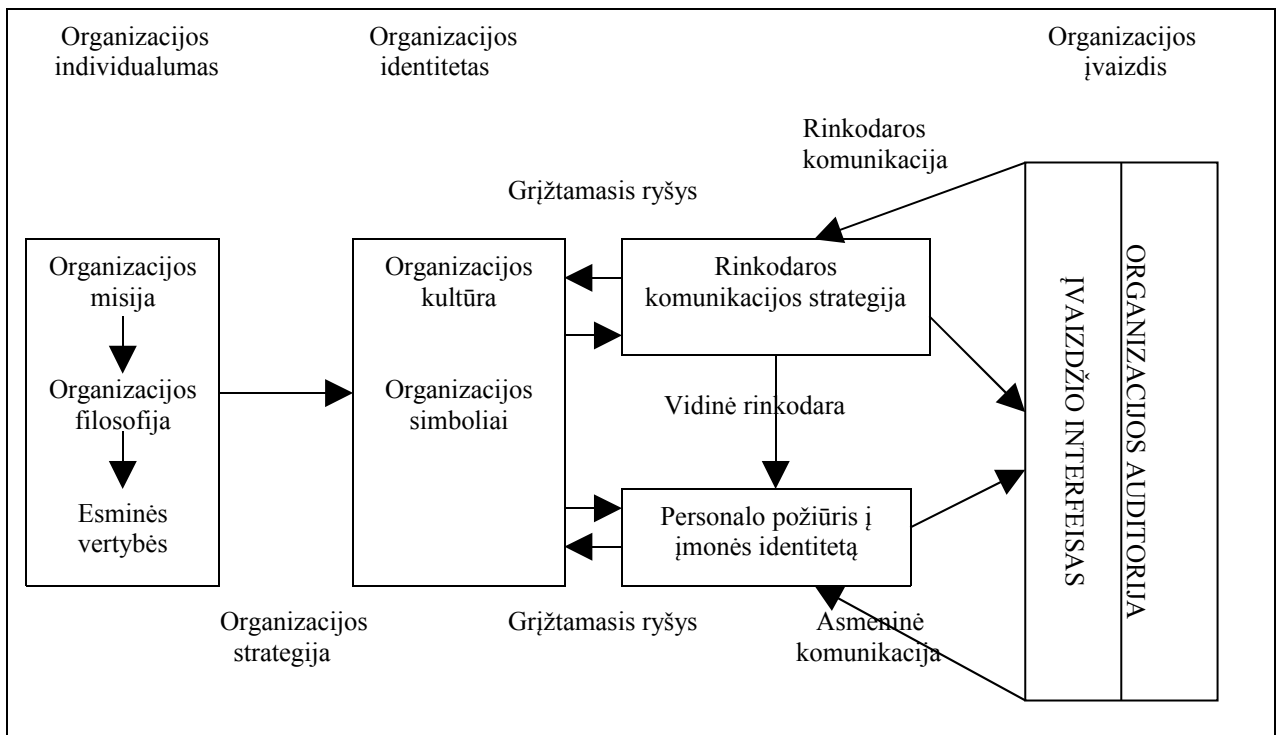 Organizacijos
individualumas
Organizacijos
identitetas
Organizacijos
įvaizdis
Rinkodaros
komunikacija
Grįžtamasis ryšys
Organizacijos
misija
Organizacijos
filosofija
Esminės
vertybės
Organizacijos
kultūra
Organizacijos
simboliai
Rinkodaros
komunikacijos strategija
Vidinė rinkodara
Personalo požiūris į
įmonės identitetą
ĮVAIZDŽIO INTERFEISAS
ORGANIZACIJOS AUDITORIJA
Organizacijos
strategija
Grįžtamasis ryšys
Asmeninė
komunikacija